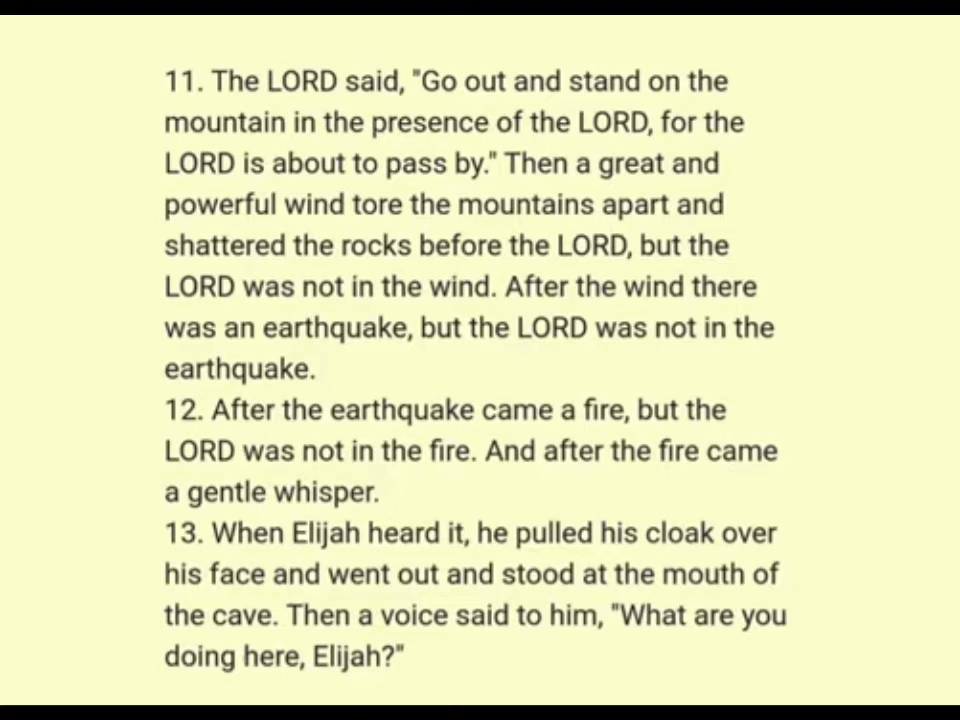 11. The LORD said, "Go out and stand on the
mountain in the presence of the LORD, for the
LORD is about to pass by." Then a great and
powerful wind tore the mountains apart and
shattered the rocks before the LORD, but the
LORD was not in the wind. After the wind there
was an earthquake, but the LORD was not in the
earthquake.
12. After the earthquake came a fire, but the
LORD was not in the fire. And after the fire came
a gentle whisper.
13. When Elijah heard it, he pulled his cloak over
his face and went out and stood at the mouth of
the cave. Then a voice said to him, "What are you
doing here, Elijah?"